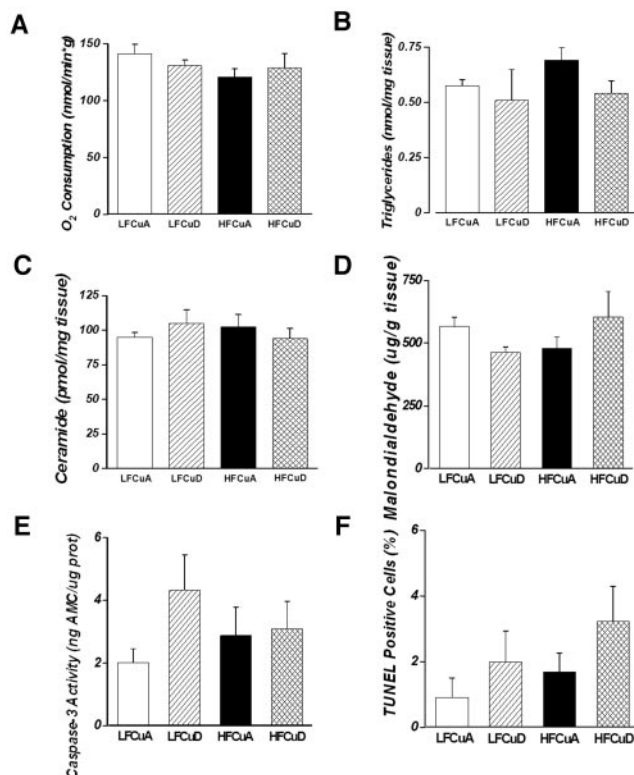 A
O2 Consumption (nmol/min*g)
150
100
50
0
LFCuA LFCuD HFCuA HFCuD
B
Triglycerides (nmol/mg tissue)
0.75
0.50
0.25
0
LFCuA LFCuD HFCuA HFCuD
C
Ceramide (pmol/mg tissue)
125
100
75
50
25
0
LFCuA LFCuD HFCuA HFCuD
D
Malondialdehyde (ug/g tissue)
750
500
250
0
LFCuA LFCuD HFCuA HFCuD
E
Caspase-3 Activity (ng AMC/ug prot)
6
4
2
0
LFCuA LFCuD HFCuA HFCuD
F
TUNEL Positive Cells (%)
6
4
2
0
LFCuA LFCuD HFCuA HFCuD